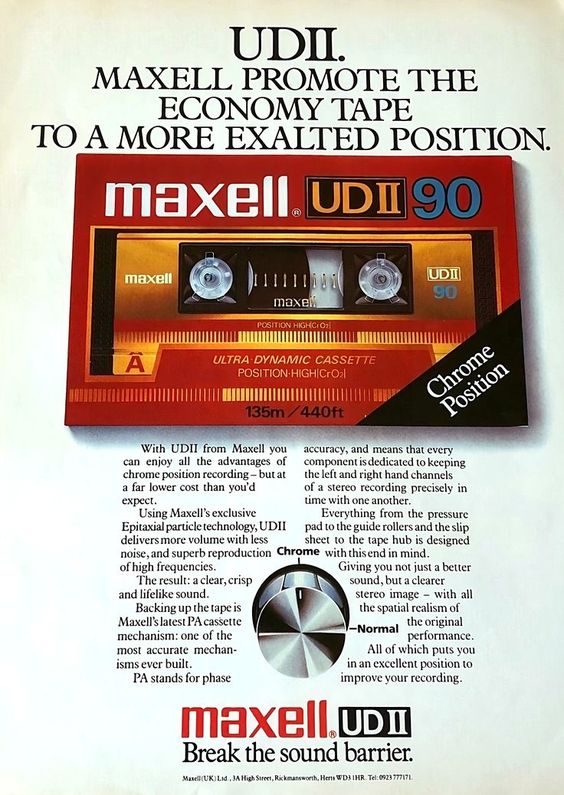 UDII.
MAXELL PROMOTE THE
ECONOMY TAPE
TO A MORE EXALTED POSITION.
maxell® UDII 90
maxell
UDII
90
maxell
POSITION HIGH(CrO2)
A
ULTRA DYNAMIC CASSETTE
POSITION·HIGH(CrO2)
135m/440ft
Chrome
Position
With UDII from Maxell you
can enjoy all the advantages of
chrome position recording – but at
a far lower cost than you'd
expect.
Using Maxell's exclusive
Epitaxial particle technology, UDII
delivers more volume with less
noise, and superb reproduction
of high frequencies.
The result: a clear, crisp
and lifelike sound.
Backing up the tape is
Maxell's latest PA cassette
mechanism: one of the
most accurate mechan-
isms ever built.
PA stands for phase
accuracy, and means that every
component is dedicated to keeping
the left and right hand channels
of a stereo recording precisely in
time with one another.
Everything from the pressure
pad to the guide rollers and the slip
sheet to the tape hub is designed
with this end in mind.
Giving you not just a better
sound, but a clearer
stereo image – with all
the spatial realism of
the original
performance.
All of which puts you
in an excellent position to
improve your recording.
Chrome
Normal
maxell® UDII
Break the sound barrier.
Maxell (UK) Ltd., 3A High Street, Rickmansworth, Herts WD3 1HR. Tel: 0923 777171.